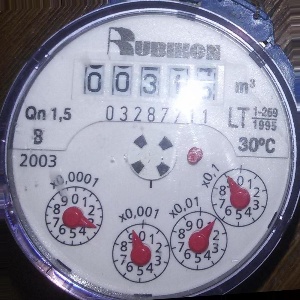 RUBIKON
003
m³
03287711
Qn 1,5
B
LT 1-269
1995
2003
30°C
x0,0001
x0,001
x0,01
x0,1